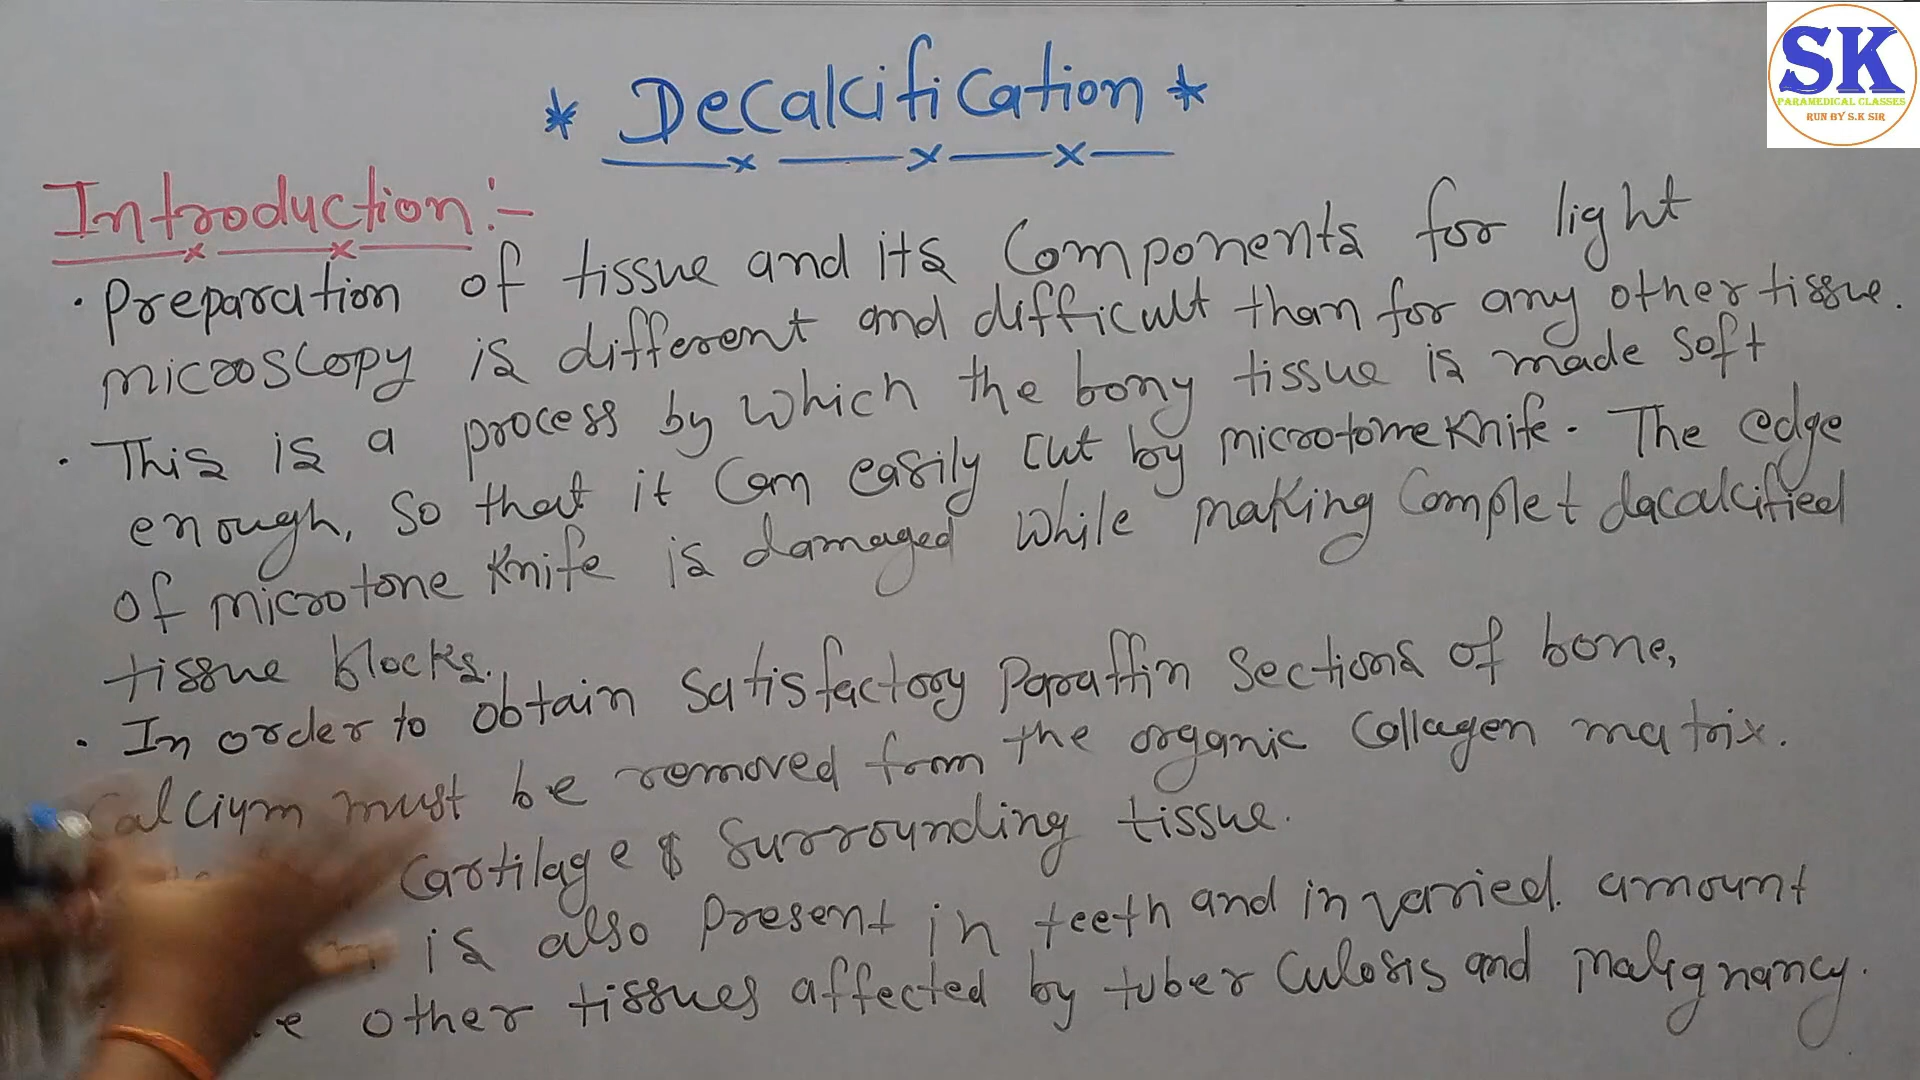 SK
PARAMEDICAL CLASSES
RUN BY S.K SIR
* Decalcification *
Introduction:-
• Preparation of tissue and its Components for light
microscopy is different and difficult than for any other tissue.
• This is a process by which the bony tissue is made soft
enough, so that it can easily cut by microtome knife. The edge
of microtone knife is damaged while making complet dacalcified
tissue blocks.
• In order to obtain satisfactory Paraffin sections of bone,
Calcium must be removed from the organic collagen matrix.
Cartilage & Surrounding tissue.
is also present in teeth and in varied. amount
other tissues affected by tuberculosis and malignancy.